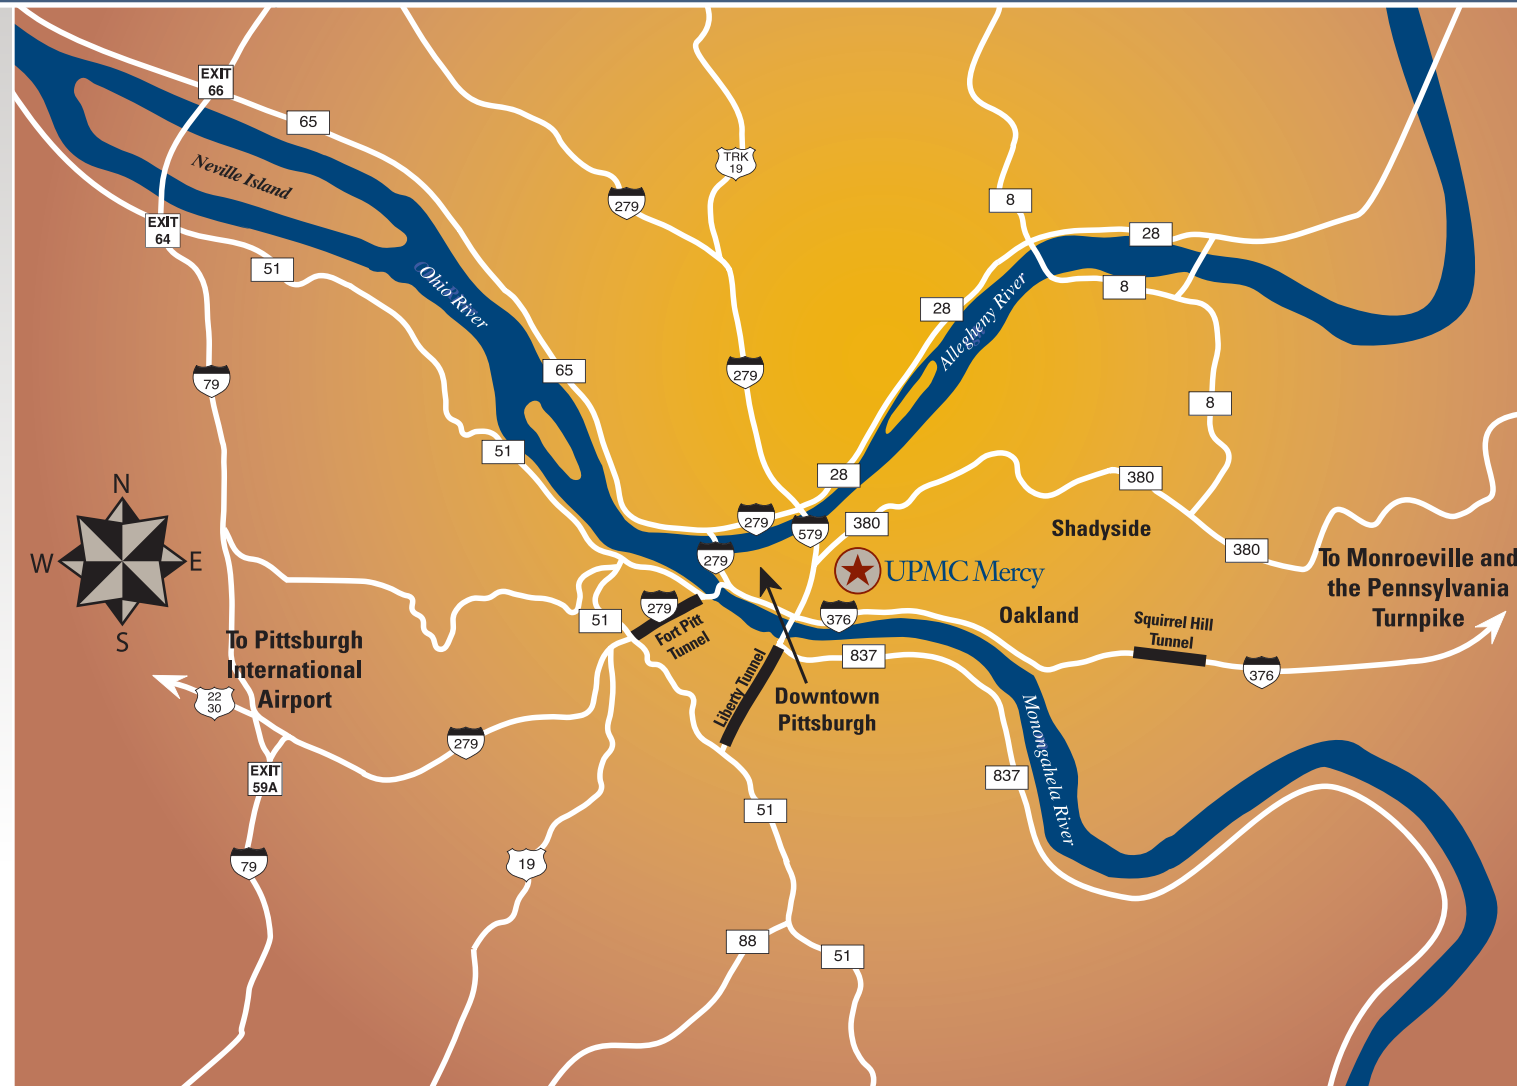 EXIT
66
65
TRK
19
Neville Island
279
8
EXIT
64
28
51
8
Ohio River
28
Allegheny River
79
65
279
8
51
28
380
N
279
579
380
Shadyside
W
E
279
UPMC Mercy
380
To Monroeville and
the Pennsylvania
Turnpike
S
51
279
Fort Pitt
Tunnel
376
Oakland
Squirrel Hill
Tunnel
To Pittsburgh
International
Airport
837
376
22
30
Liberty Tunnel
Downtown
Pittsburgh
Monongahela River
279
EXIT
59A
837
51
79
19
88
51